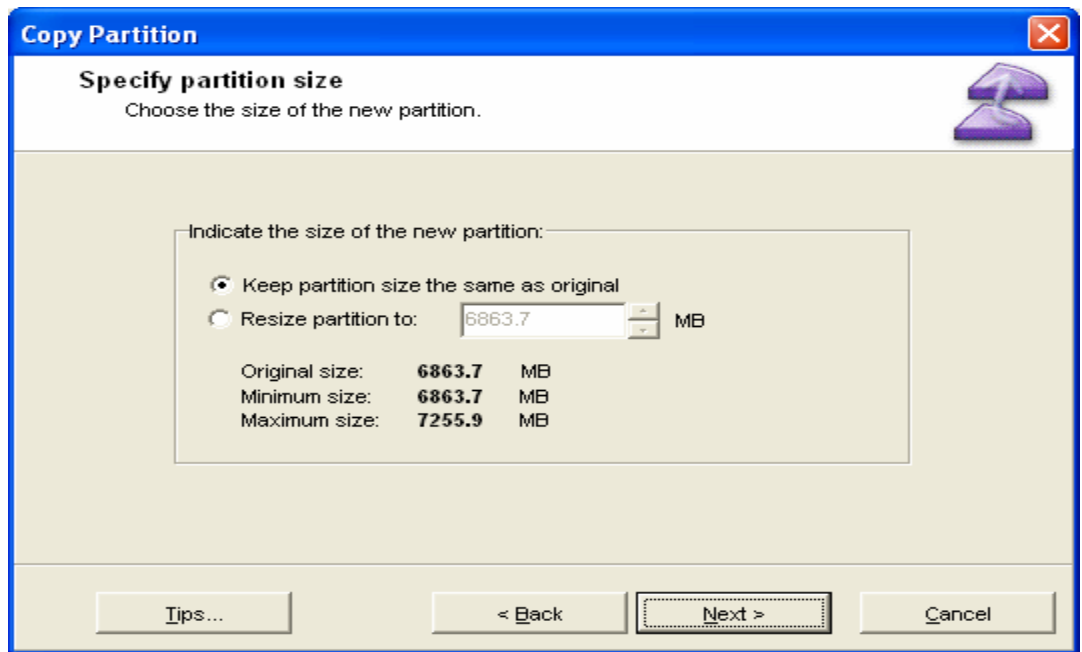 Copy Partition
Specify partition size
Choose the size of the new partition.
Indicate the size of the new partition:
Keep partition size the same as original
Resize partition to: 6863.7 MB
Original size: 6863.7 MB
Minimum size: 6863.7 MB
Maximum size: 7255.9 MB
Tips... < Back Next > Cancel